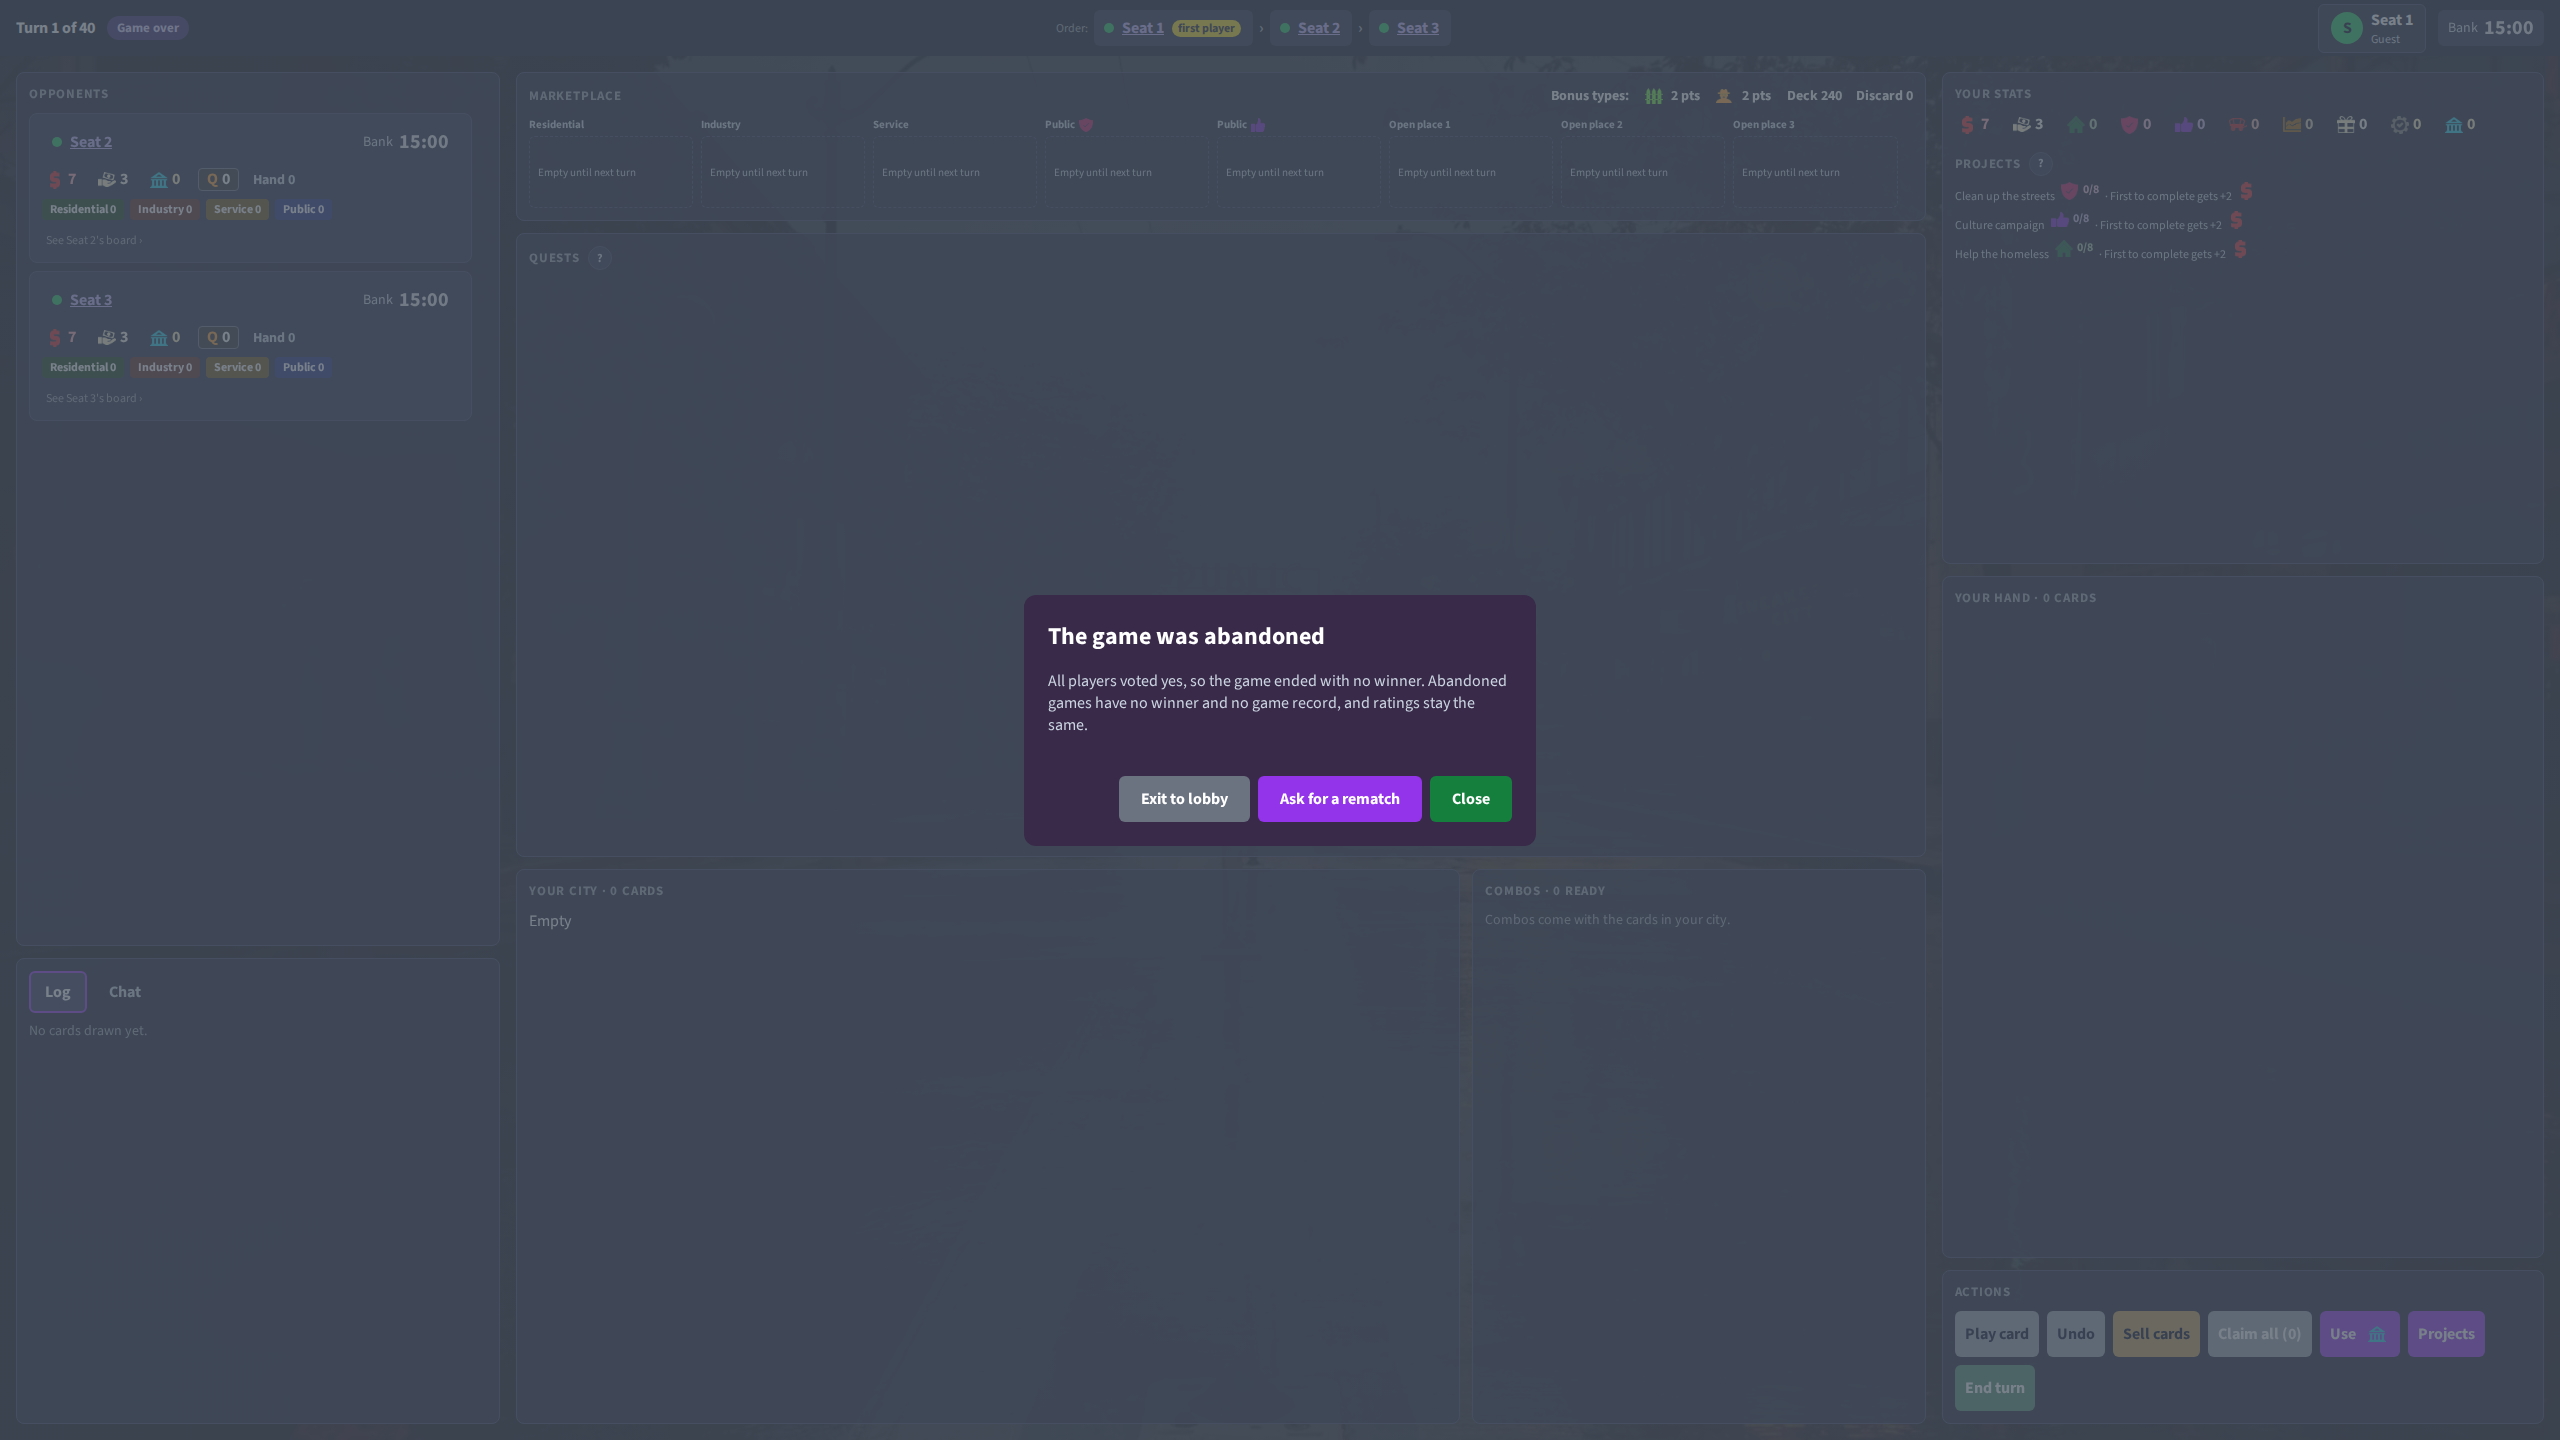 Turn 1 of 40 Game over
Order: Seat 1 first player › Seat 2 › Seat 3
S Seat 1 Guest Bank 15:00
OPPONENTS
Seat 2 Bank 15:00
7 3 0 Q 0 Hand 0
Residential 0 Industry 0 Service 0 Public 0
See Seat 2's board ›
Seat 3 Bank 15:00
7 3 0 Q 0 Hand 0
Residential 0 Industry 0 Service 0 Public 0
See Seat 3's board ›
Log Chat
No cards drawn yet.
MARKETPLACE Bonus types: 2 pts 2 pts Deck 240 Discard 0
Residential Industry Service Public Public Open place 1 Open place 2 Open place 3
Empty until next turn Empty until next turn Empty until next turn Empty until next turn Empty until next turn Empty until next turn Empty until next turn Empty until next turn
QUESTS ?
The game was abandoned
All players voted yes, so the game ended with no winner. Abandoned
games have no winner and no game record, and ratings stay the
same.
Exit to lobby Ask for a rematch Close
YOUR CITY · 0 CARDS
Empty
COMBOS · 0 READY
Combos come with the cards in your city.
YOUR STATS
7 3 0 0 0 0 0 0 0 0
PROJECTS ?
Clean up the streets 0/8 · First to complete gets +2
Culture campaign 0/8 · First to complete gets +2
Help the homeless 0/8 · First to complete gets +2
YOUR HAND · 0 CARDS
ACTIONS
Play card Undo Sell cards Claim all (0) Use Projects
End turn